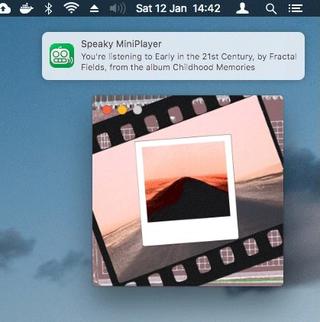 Sat 12 Jan 14:42
Speaky MiniPlayer
You're listening to Early in the 21st Century, by Fractal
Fields, from the album Childhood Memories